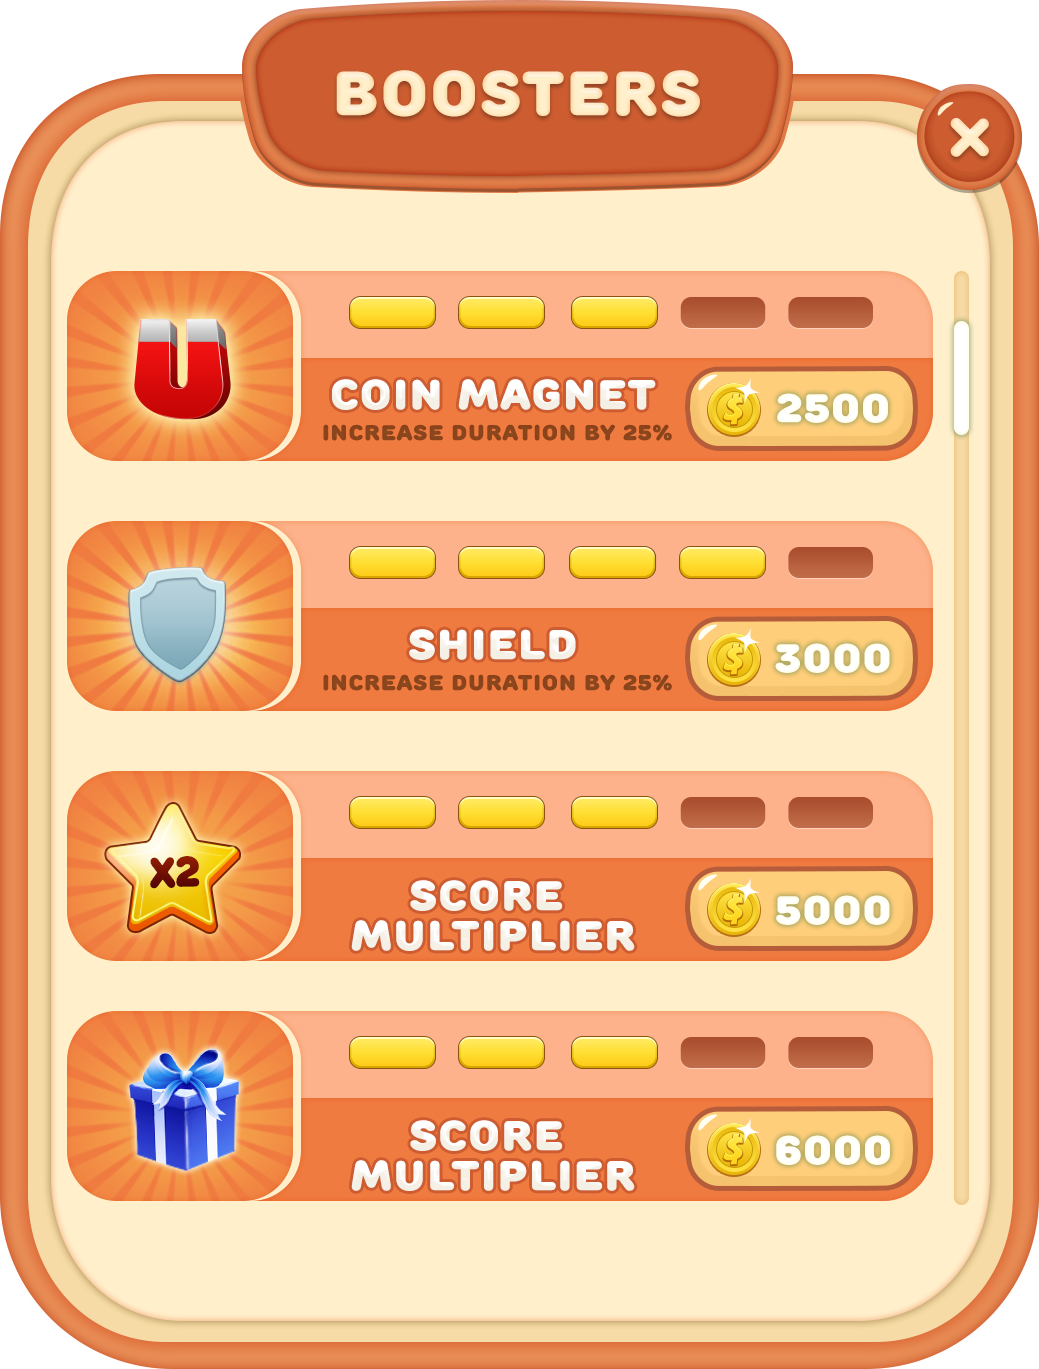 BOOSTERS
COIN MAGNET
INCREASE DURATION BY 25%
$ 2500
SHIELD
INCREASE DURATION BY 25%
$ 3000
X2
SCORE
MULTIPLIER
$ 5000
SCORE
MULTIPLIER
$ 6000